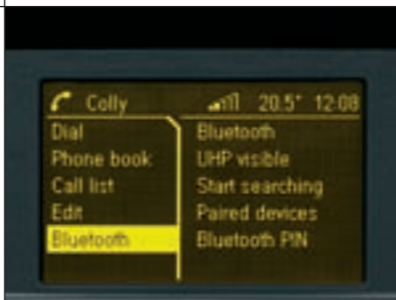 Colly 20.5° 12:08
Dial
Phone book
Call list
Edit
Bluetooth
Bluetooth
UHP visible
Start searching
Paired devices
Bluetooth PIN